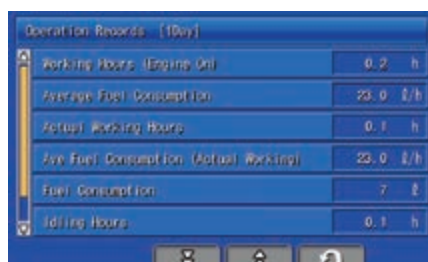 Operation Records [1Day]
Working Hours (Engine On) 0.2 h
Average Fuel Consumption 23.0 ℓ/h
Actual Working Hours 0.1 h
Ave Fuel Consumption (Actual Working) 23.0 ℓ/h
Fuel Consumption 7 ℓ
Idling Hours 0.1 h